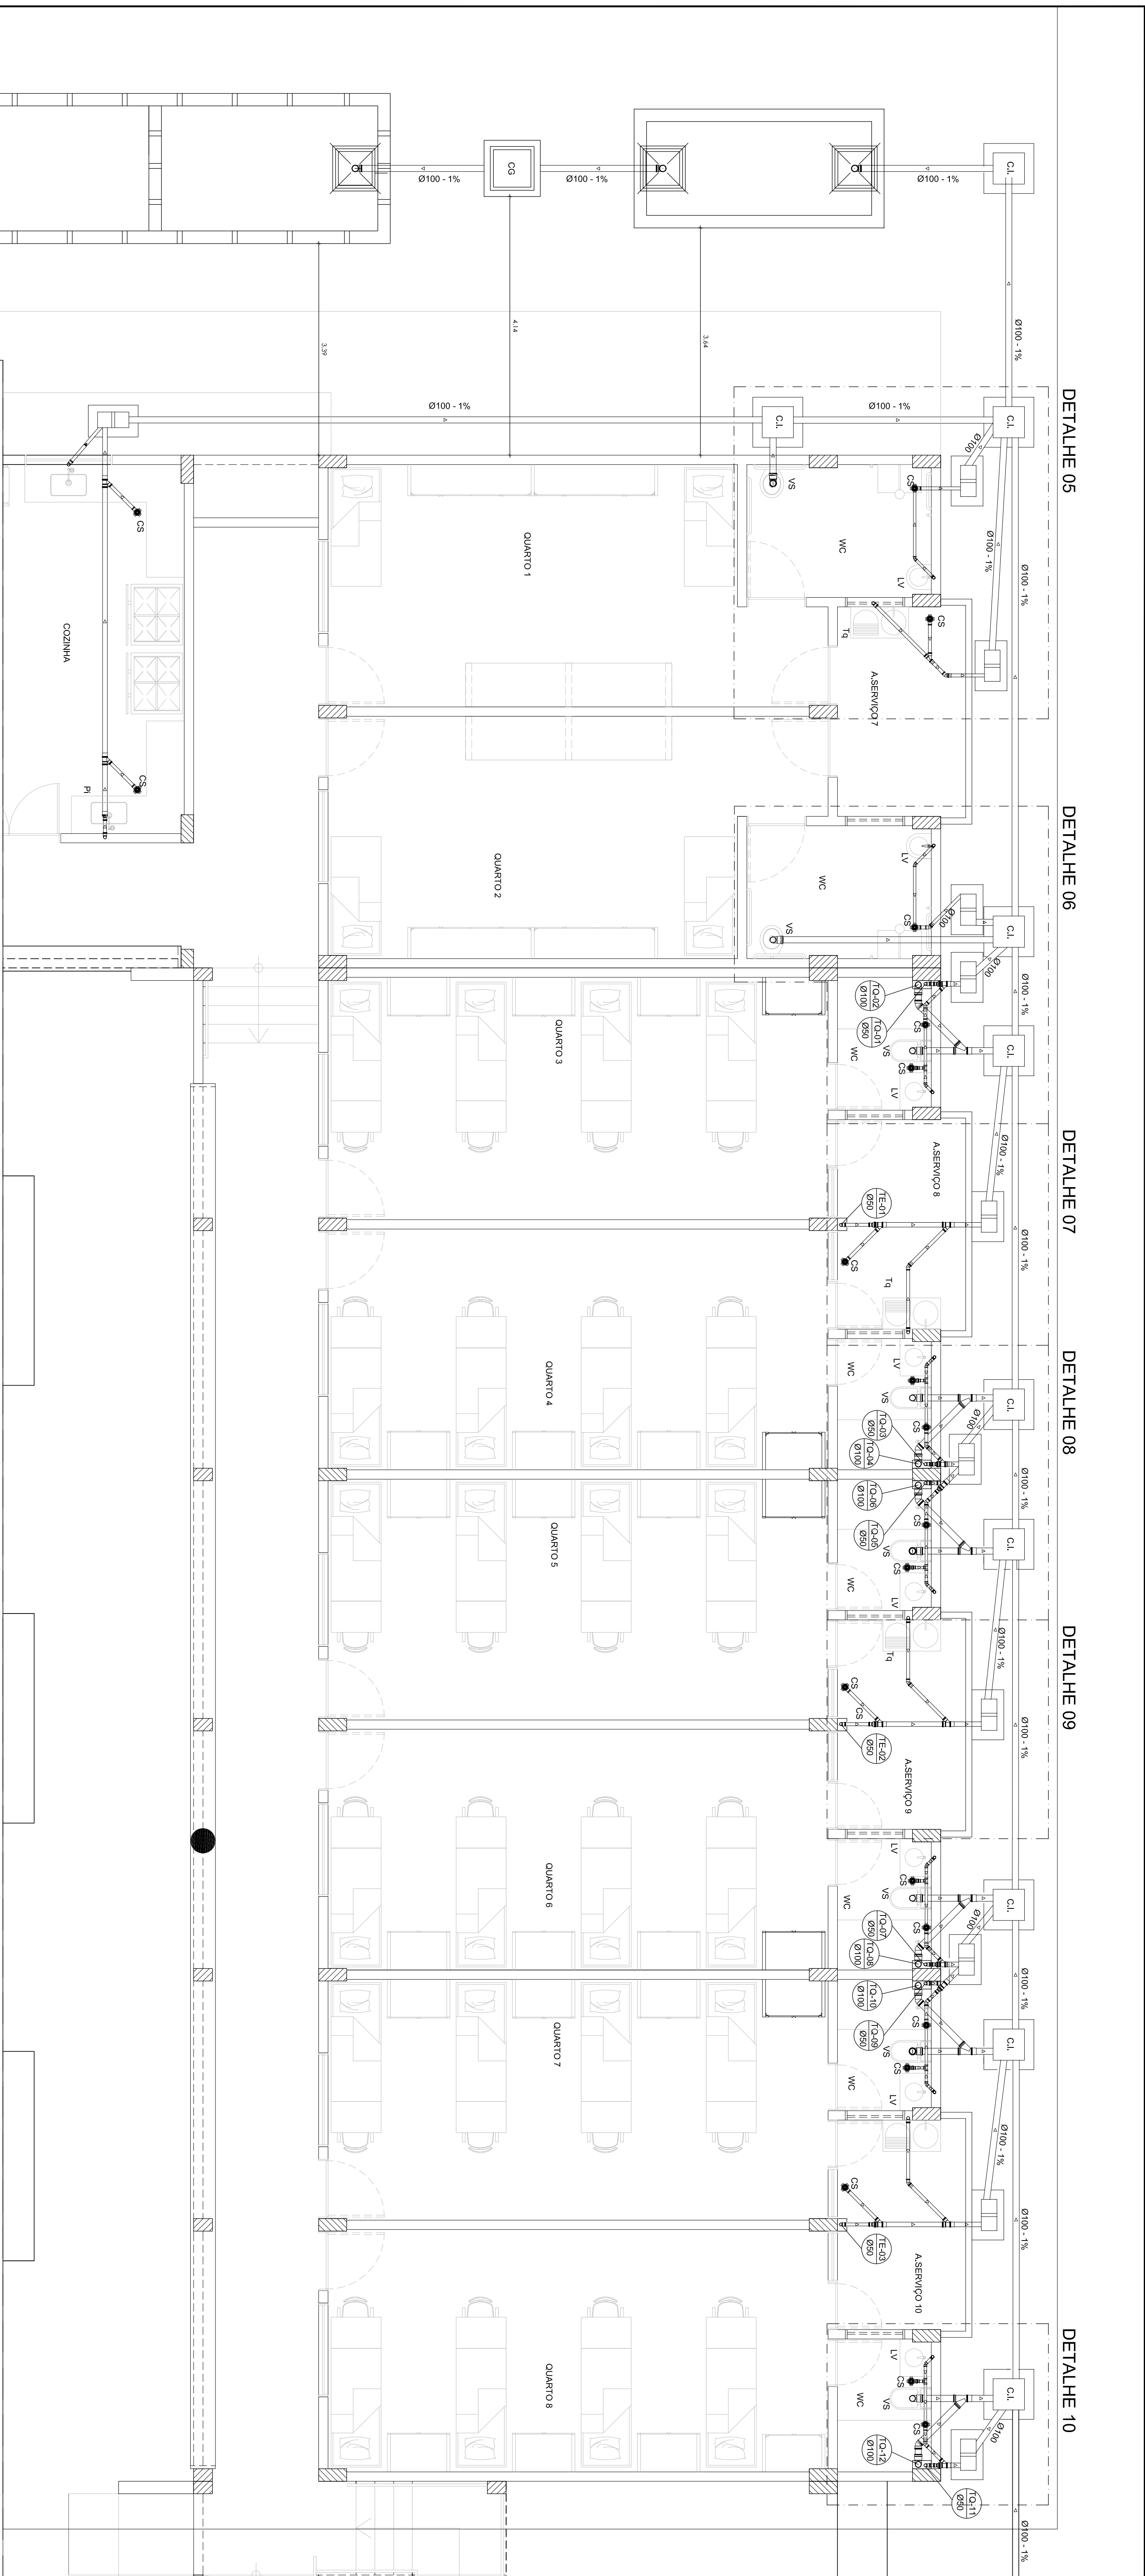 DETALHE 05
DETALHE 06
DETALHE 07
DETALHE 08
DETALHE 09
DETALHE 10
C.I.
Ø100 - 1%
Ø100 - 1%
CG
Ø100 - 1%
Ø100 - 1%
3.39
4.14
3.64
C.I.
Ø100 - 1%
C.I.
Ø100 - 1%
Ø100 - 1%
Ø100
Ø100 - 1%
Ø100 - 1%
VS
CS
WC
LV
CS
Tq
A.SERVIÇO 7
QUARTO 1
CS
COZINHA
CS
Pi
QUARTO 2
WC
LV
CS
VS
Ø100
C.I.
Ø100
Ø100 - 1%
TQ-02
Ø100
TQ-01
Ø50
CS
VS
CS
WC
LV
C.I.
QUARTO 3
Ø100 - 1%
A.SERVIÇO 8
TE-01
Ø50
CS
Tq
Ø100 - 1%
QUARTO 4
WC
LV
VS
CS
C.I.
Ø100
TQ-03
Ø50
TQ-04
Ø100
TQ-06
Ø100
TQ-05
Ø50
Ø100 - 1%
CS
VS
CS
WC
LV
C.I.
QUARTO 5
Ø100 - 1%
Tq
CS
CS
TE-02
Ø50
A.SERVIÇO 9
Ø100 - 1%
QUARTO 6
LV
CS
VS
WC
CS
C.I.
Ø100
TQ-07
Ø50
TQ-08
Ø100
TQ-10
Ø100
TQ-09
Ø50
Ø100 - 1%
CS
VS
CS
WC
LV
C.I.
QUARTO 7
Ø100 - 1%
CS
TE-03
Ø50
A.SERVIÇO 10
Ø100 - 1%
QUARTO 8
LV
CS
VS
WC
CS
C.I.
Ø100
TQ-12
Ø100
TQ-11
Ø50
Ø100 - 1%